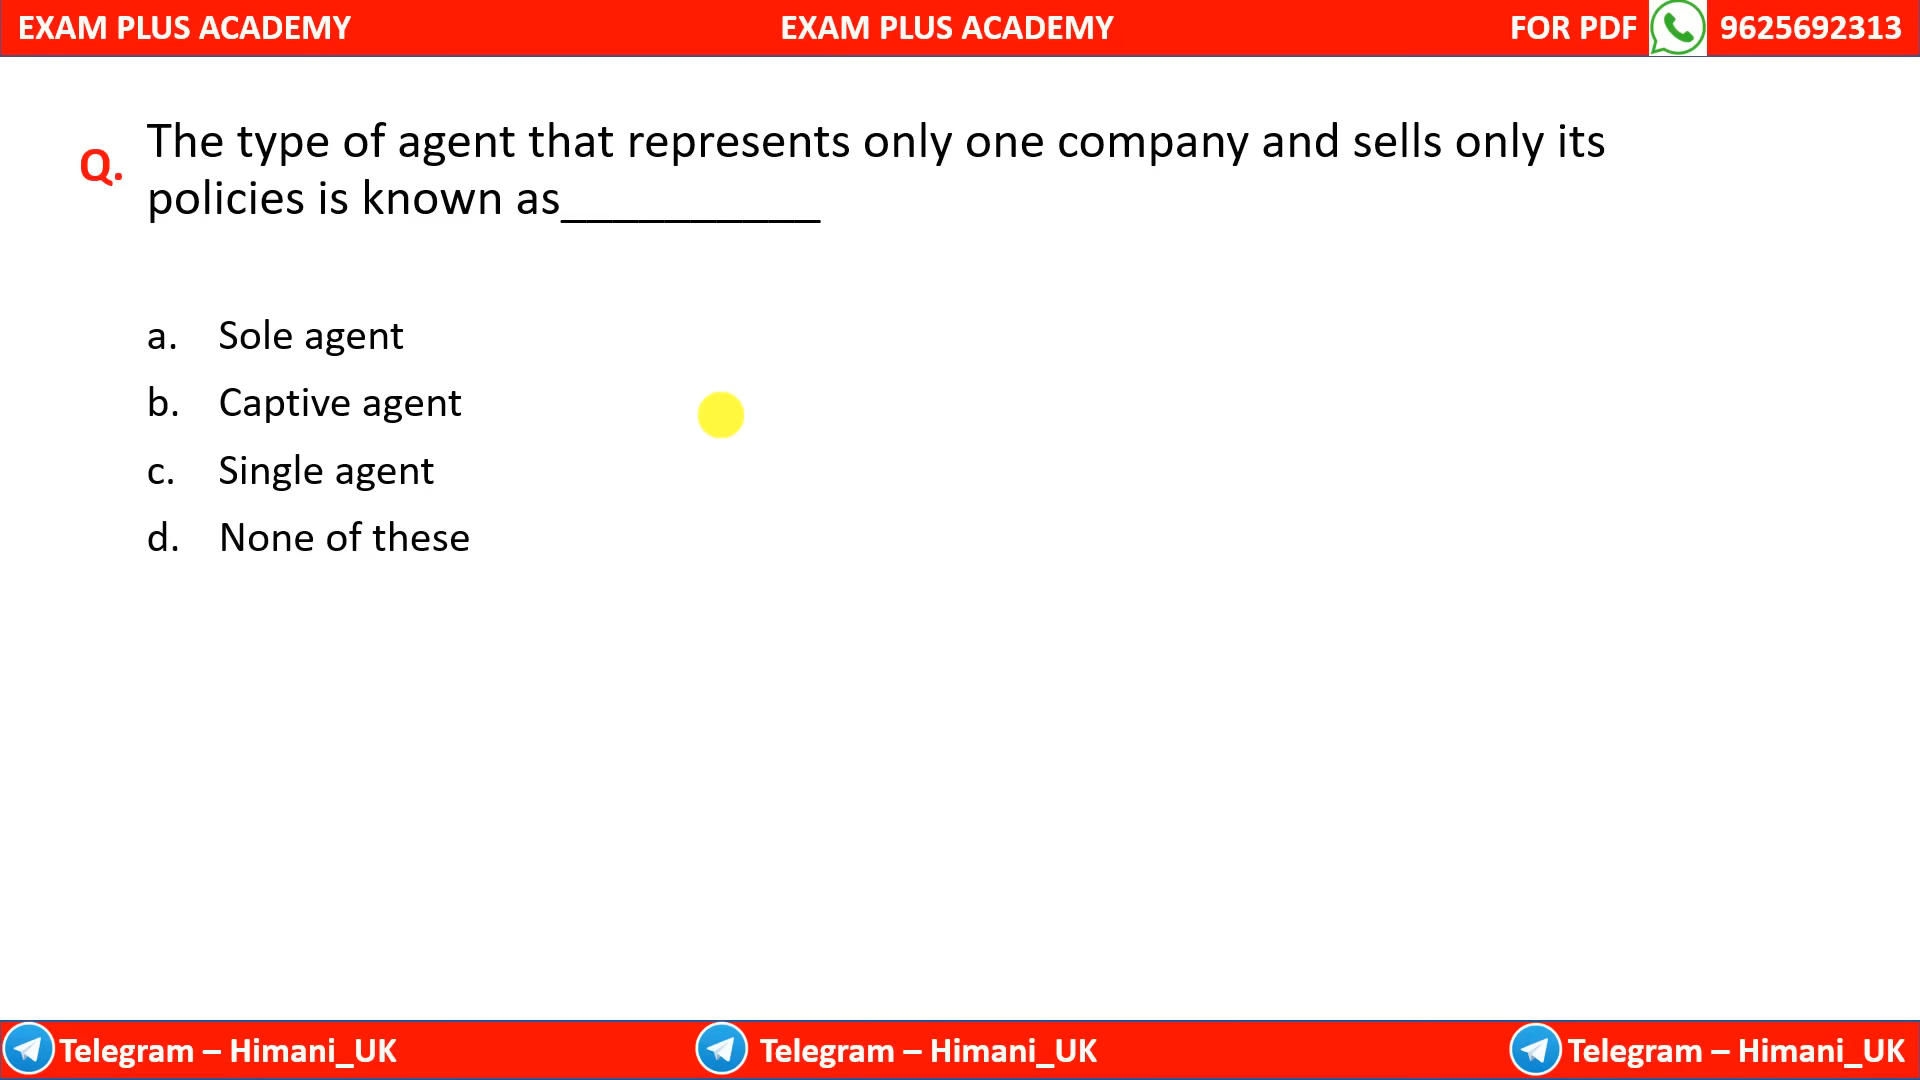 EXAM PLUS ACADEMY EXAM PLUS ACADEMY FOR PDF 9625692313
Q. The type of agent that represents only one company and sells only its
policies is known as__________
a. Sole agent
b. Captive agent
c. Single agent
d. None of these
Telegram – Himani_UK Telegram – Himani_UK Telegram – Himani_UK